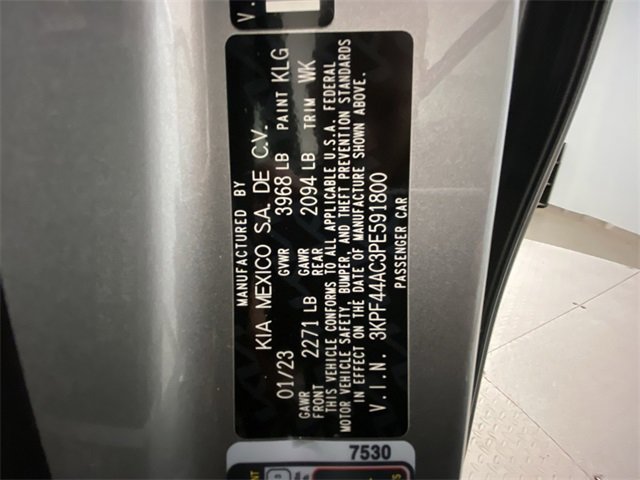 V.
MANUFACTURED BY
KIA MEXICO S.A. DE C.V.
01/23 GVWR 3968 LB PAINT KLG
GAWR FRONT 2271 LB GAWR REAR 2094 LB TRIM WK
THIS VEHICLE CONFORMS TO ALL APPLICABLE U.S.A. FEDERAL
MOTOR VEHICLE SAFETY, BUMPER, AND THEFT PREVENTION STANDARDS
IN EFFECT ON THE DATE OF MANUFACTURE SHOWN ABOVE.
V.I.N. 3KPF44AC3PE591800
PASSENGER CAR
7530